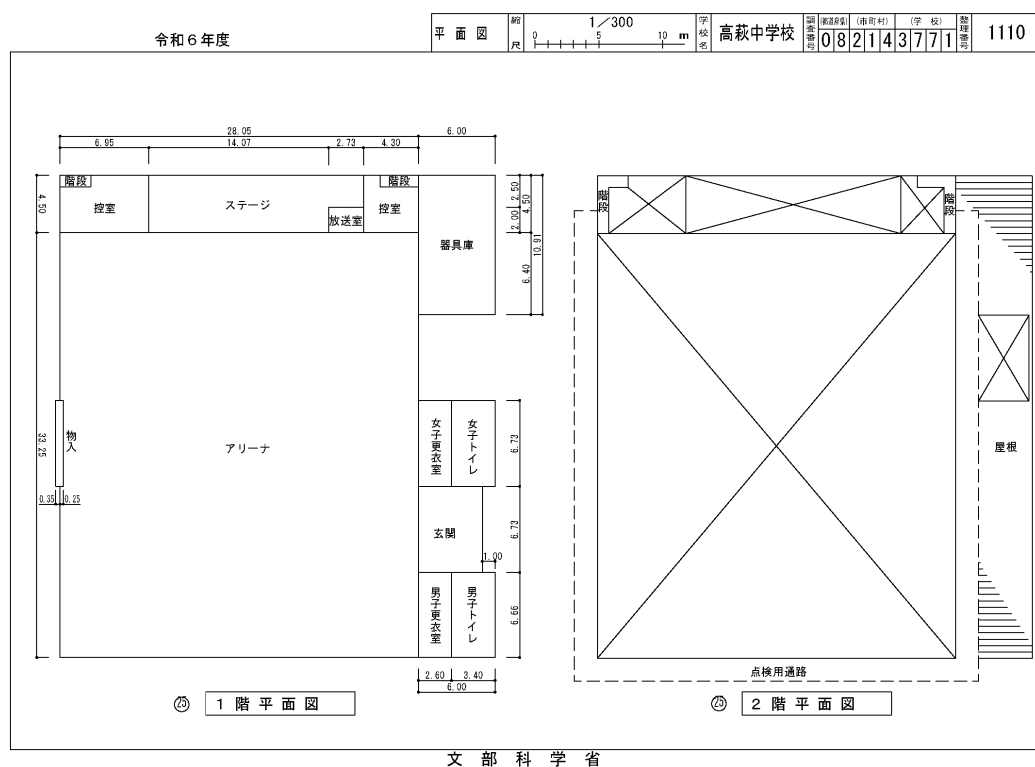 令和６年度
平面図
縮尺
1／300
0 5 10 m
学校名
高萩中学校
調査番号
(都道府県) (市町村) (学校)
08 214 3771
整理番号
1110
28.05 6.00
6.95 14.07 2.73 4.30
階段 階段
控室 ステージ 放送室 控室
4.50
2.50 2.00
4.50 6.40
10.91
器具庫
33.25
物入
0.35 0.25
アリーナ
女子更衣室 女子トイレ
6.73
玄関
6.73
1.00
男子更衣室 男子トイレ
6.66
2.60 3.40
6.00
㉕ １階平面図
階段 階段
屋根
点検用通路
㉕ ２階平面図
文部科学省